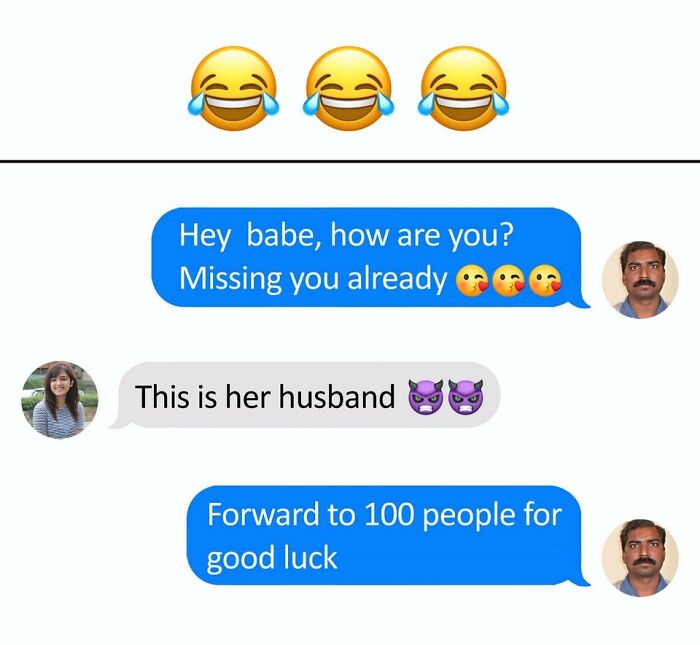 Hey babe, how are you?
Missing you already 😘😘😘
This is her husband 👿👿
Forward to 100 people for
good luck